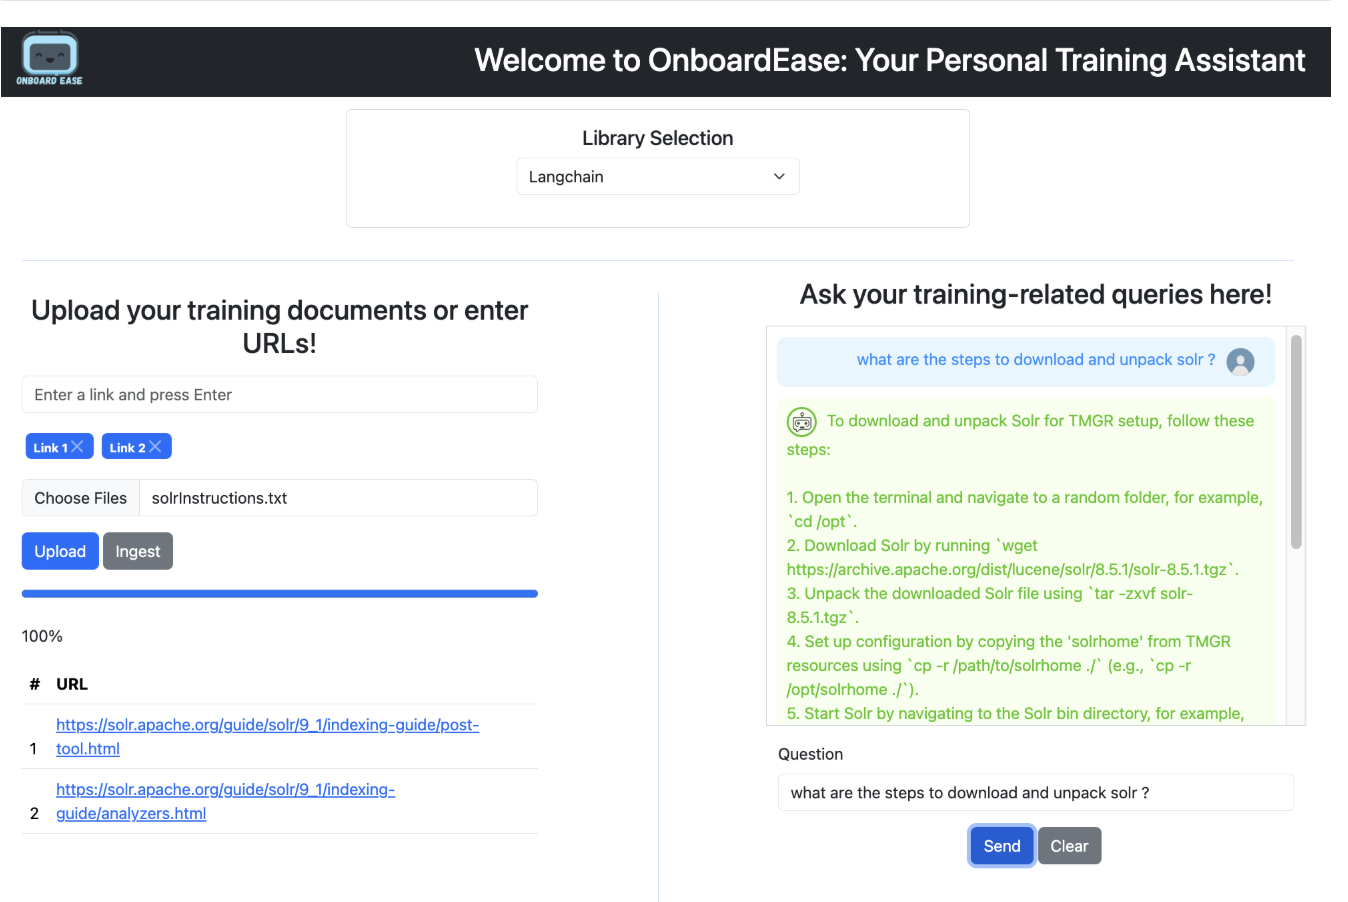 ONBOARD EASE
Welcome to OnboardEase: Your Personal Training Assistant
Library Selection
Langchain
Upload your training documents or enter
URLs!
Enter a link and press Enter
Link 1
Link 2
Choose Files solrInstructions.txt
Upload
Ingest
100%
# URL
https://solr.apache.org/guide/solr/9_1/indexing-guide/post-
1 tool.html
https://solr.apache.org/guide/solr/9_1/indexing-
2 guide/analyzers.html
Ask your training-related queries here!
what are the steps to download and unpack solr ?
To download and unpack Solr for TMGR setup, follow these
steps:
1. Open the terminal and navigate to a random folder, for example,
`cd /opt`.
2. Download Solr by running `wget
https://archive.apache.org/dist/lucene/solr/8.5.1/solr-8.5.1.tgz`.
3. Unpack the downloaded Solr file using `tar -zxvf solr-
8.5.1.tgz`.
4. Set up configuration by copying the 'solrhome' from TMGR
resources using `cp -r /path/to/solrhome ./` (e.g., `cp -r
/opt/solrhome ./`).
5. Start Solr by navigating to the Solr bin directory, for example,
Question
what are the steps to download and unpack solr ?
Send
Clear